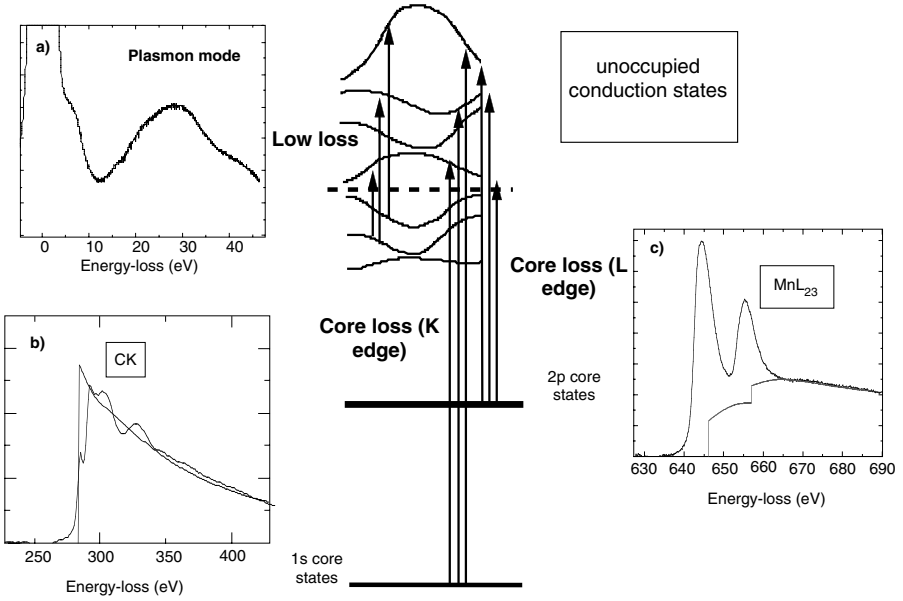 a)
Plasmon mode
0 10 20 30 40
Energy-loss (eV)
Low loss
unoccupied
conduction states
Core loss (L
edge)
Core loss (K
edge)
b)
CK
250 300 350 400
Energy-loss (eV)
c)
MnL23
630 640 650 660 670 680 690
Energy-loss (eV)
2p core
states
1s core
states